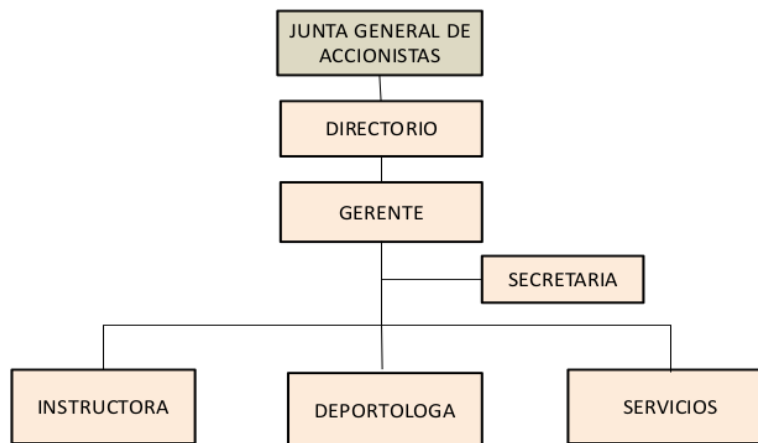 JUNTA GENERAL DE
ACCIONISTAS
DIRECTORIO
GERENTE
SECRETARIA
INSTRUCTORA
DEPORTOLOGA
SERVICIOS